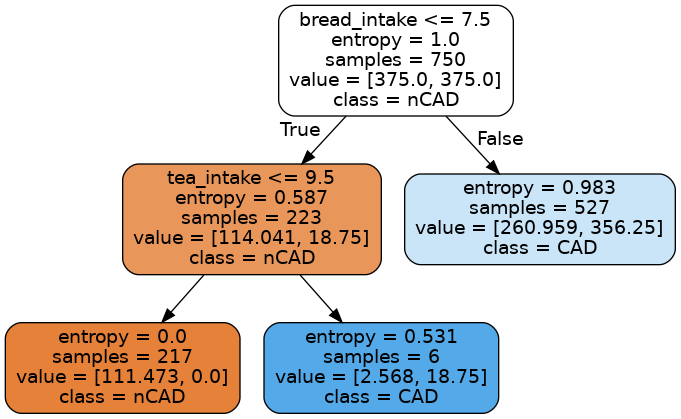 bread_intake <= 7.5
entropy = 1.0
samples = 750
value = [375.0, 375.0]
class = nCAD
True
False
tea_intake <= 9.5
entropy = 0.587
samples = 223
value = [114.041, 18.75]
class = nCAD
entropy = 0.983
samples = 527
value = [260.959, 356.25]
class = CAD
entropy = 0.0
samples = 217
value = [111.473, 0.0]
class = nCAD
entropy = 0.531
samples = 6
value = [2.568, 18.75]
class = CAD